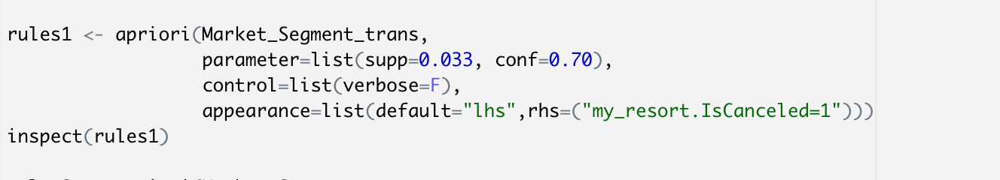 rules1 <- apriori(Market_Segment_trans,
parameter=list(supp=0.033, conf=0.70),
control=list(verbose=F),
appearance=list(default="lhs",rhs=("my_resort.IsCanceled=1")))
inspect(rules1)